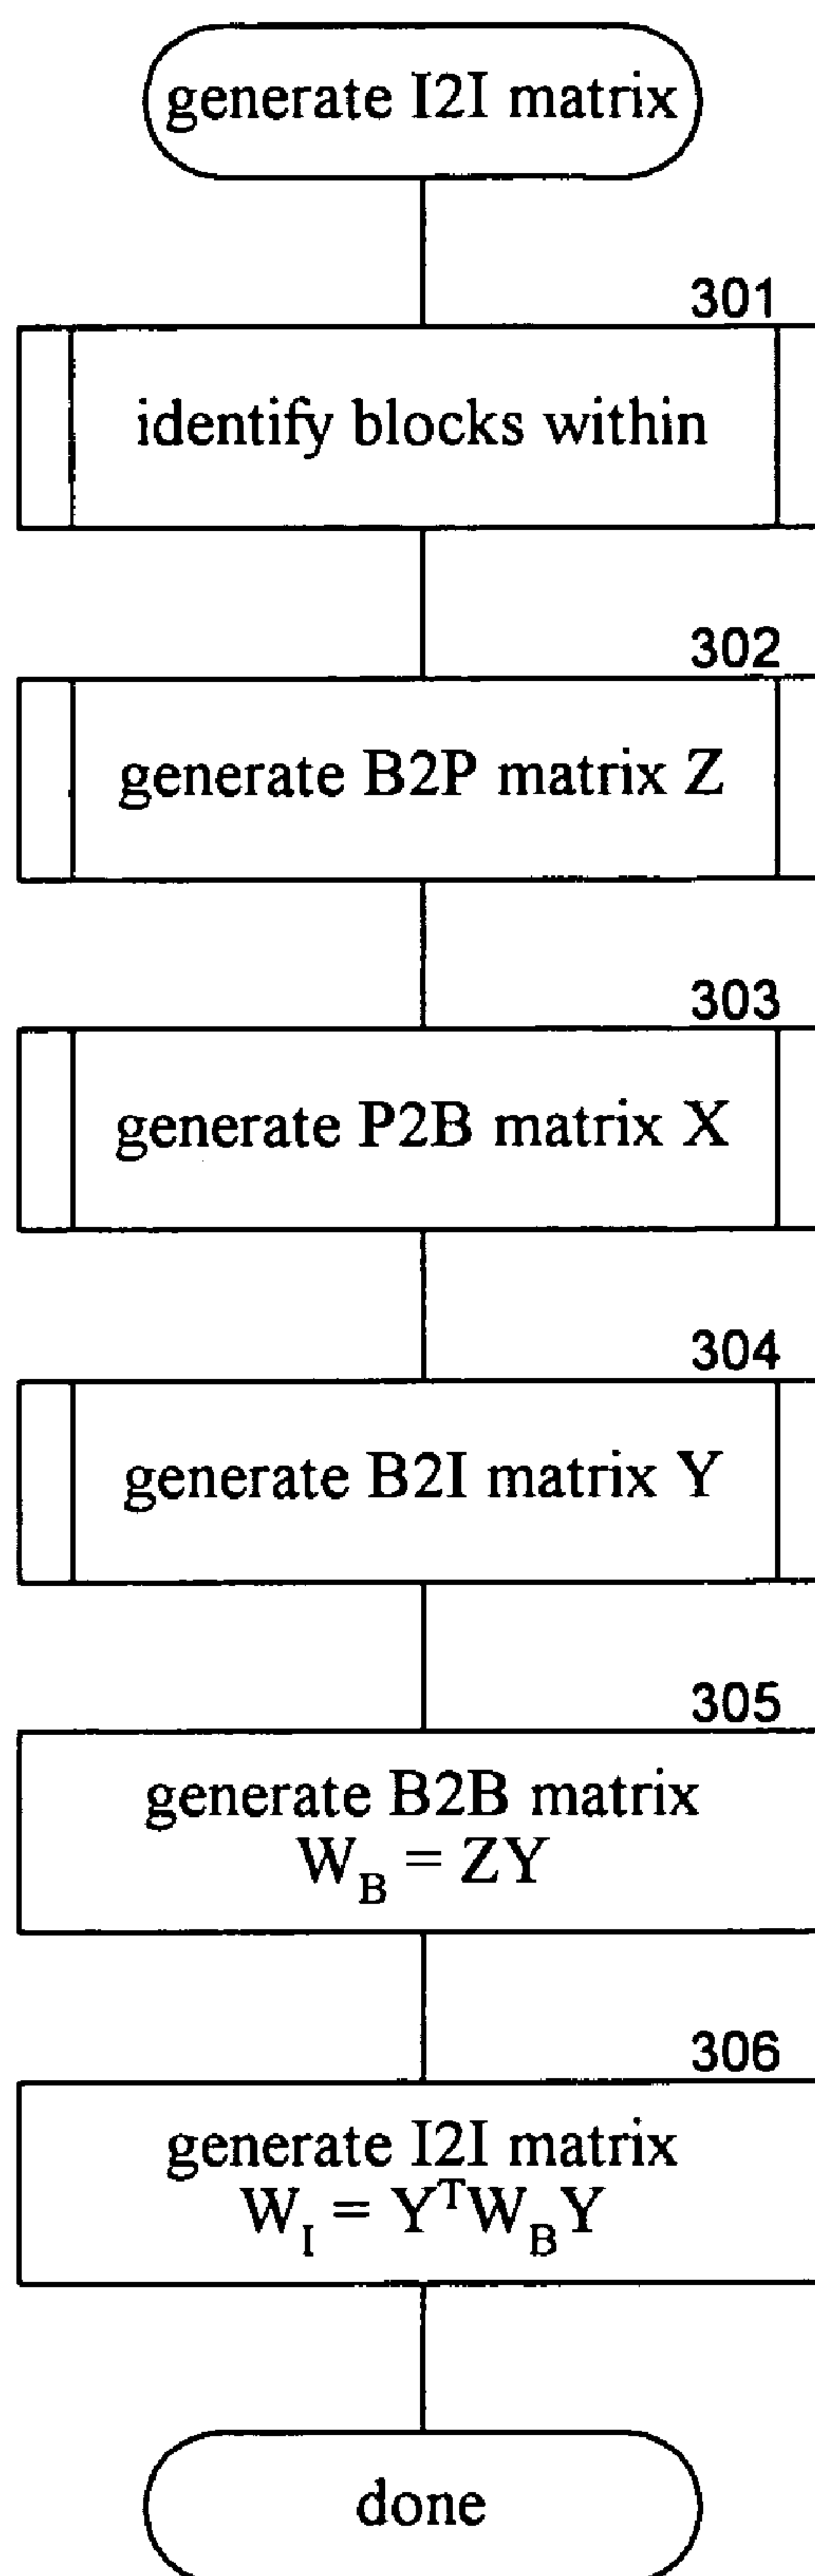 generate I2I matrix
301
identify blocks within
302
generate B2P matrix Z
303
generate P2B matrix X
304
generate B2I matrix Y
305
generate B2B matrix
W_B = ZY
306
generate I2I matrix
W_I = Y^T W_B Y
done